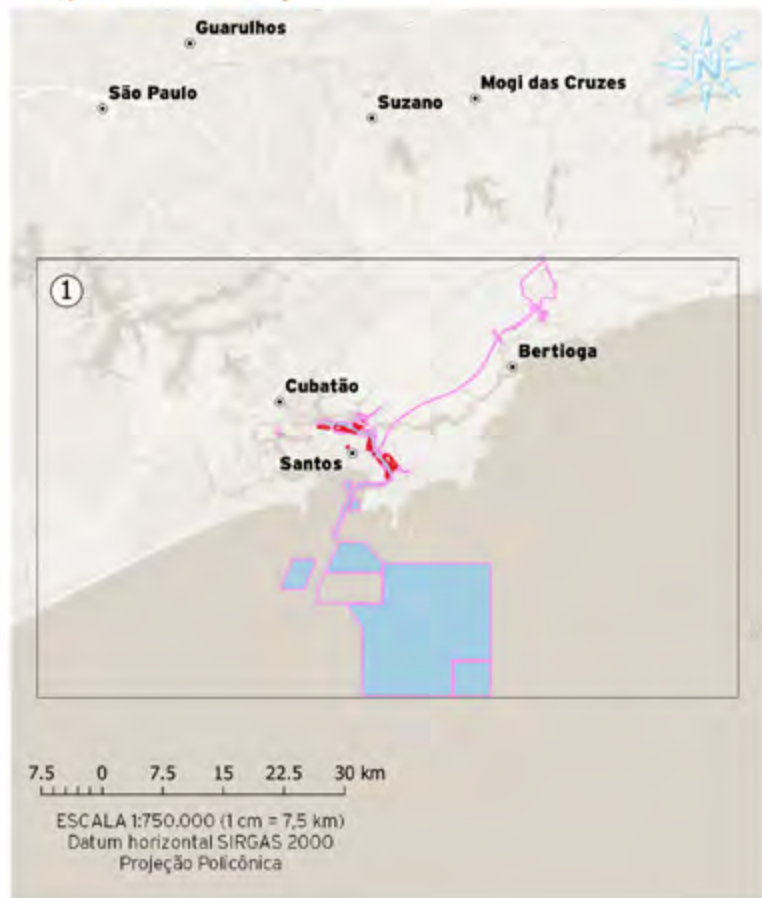 Guarulhos
N
São Paulo
Mogi das Cruzes
Suzano
1
Bertioga
Cubatão
Santos
7.5 0 7.5 15 22.5 30 km
ESCALA 1:750.000 (1 cm = 7,5 km)
Datum horizontal SIRGAS 2000
Projeção Policônica